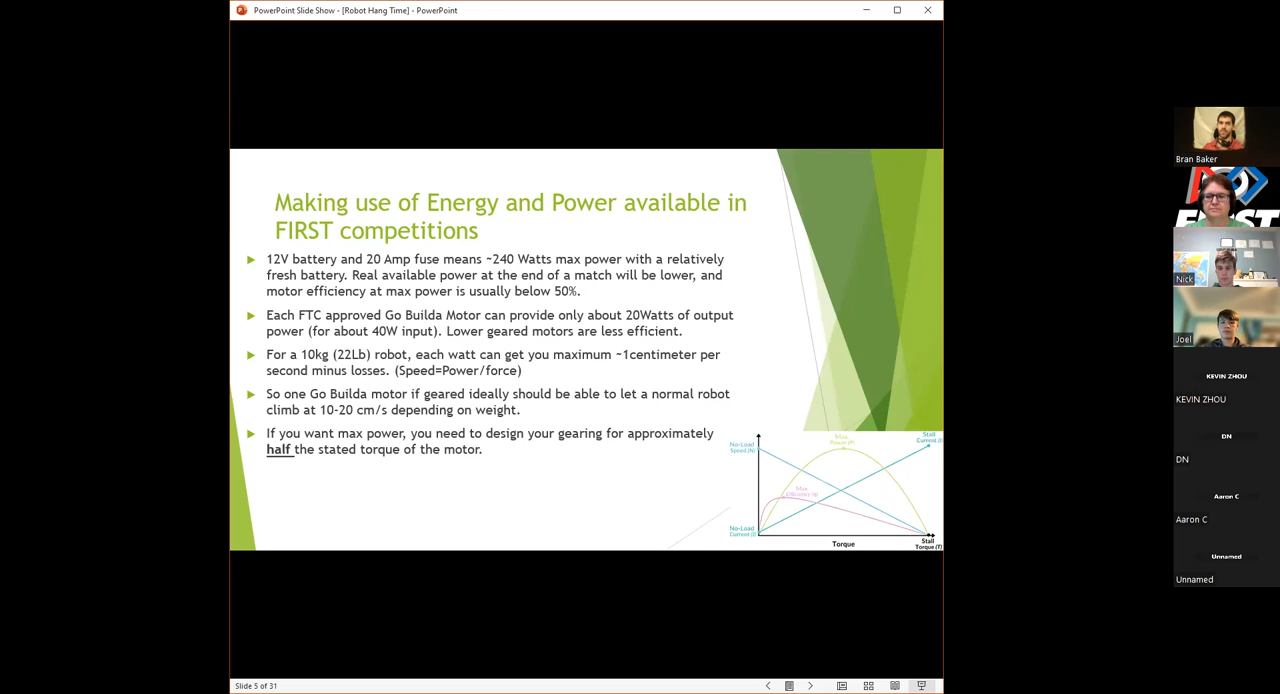 PowerPoint Slide Show - [Robot Hang Time] - PowerPoint
Making use of Energy and Power available in
FIRST competitions
12V battery and 20 Amp fuse means ~240 Watts max power with a relatively
fresh battery. Real available power at the end of a match will be lower, and
motor efficiency at max power is usually below 50%.
Each FTC approved Go Builda Motor can provide only about 20Watts of output
power (for about 40W input). Lower geared motors are less efficient.
For a 10kg (22Lb) robot, each watt can get you maximum ~1centimeter per
second minus losses. (Speed=Power/force)
So one Go Builda motor if geared ideally should be able to let a normal robot
climb at 10-20 cm/s depending on weight.
If you want max power, you need to design your gearing for approximately
half the stated torque of the motor.
No-Load
Speed (N)
Max.
Power (P)
Stall
Current (I)
Max.
Efficiency (η)
No-Load
Current (I)
Torque
Stall
Torque (T)
Slide 5 of 31
Bran Baker
FIRST
Nick
Joel
KEVIN ZHOU
KEVIN ZHOU
DN
DN
Aaron C
Aaron C
Unnamed
Unnamed